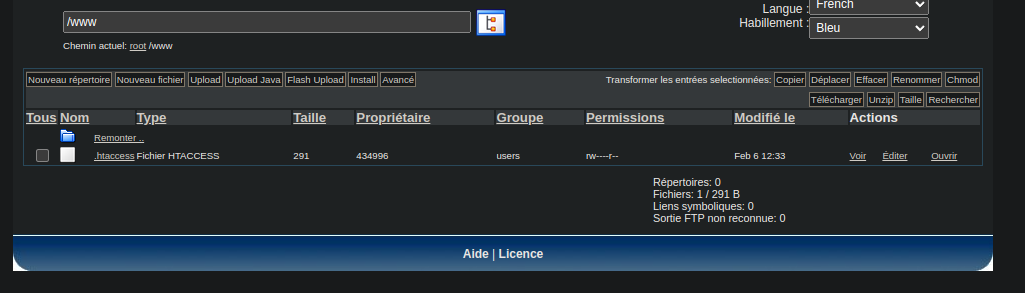 Langue : French
/www
Habillement : Bleu
Chemin actuel: root /www
Nouveau répertoire Nouveau fichier Upload Upload Java Flash Upload Install Avancé Transformer les entrées selectionnées: Copier Déplacer Effacer Renommer Chmod
Télécharger Unzip Taille Rechercher
Tous Nom Type Taille Propriétaire Groupe Permissions Modifié le Actions
Remonter ..
.htaccess Fichier HTACCESS 291 434996 users rw----r-- Feb 6 12:33 Voir Éditer Ouvrir
Répertoires: 0
Fichiers: 1 / 291 B
Liens symboliques: 0
Sortie FTP non reconnue: 0
Aide | Licence